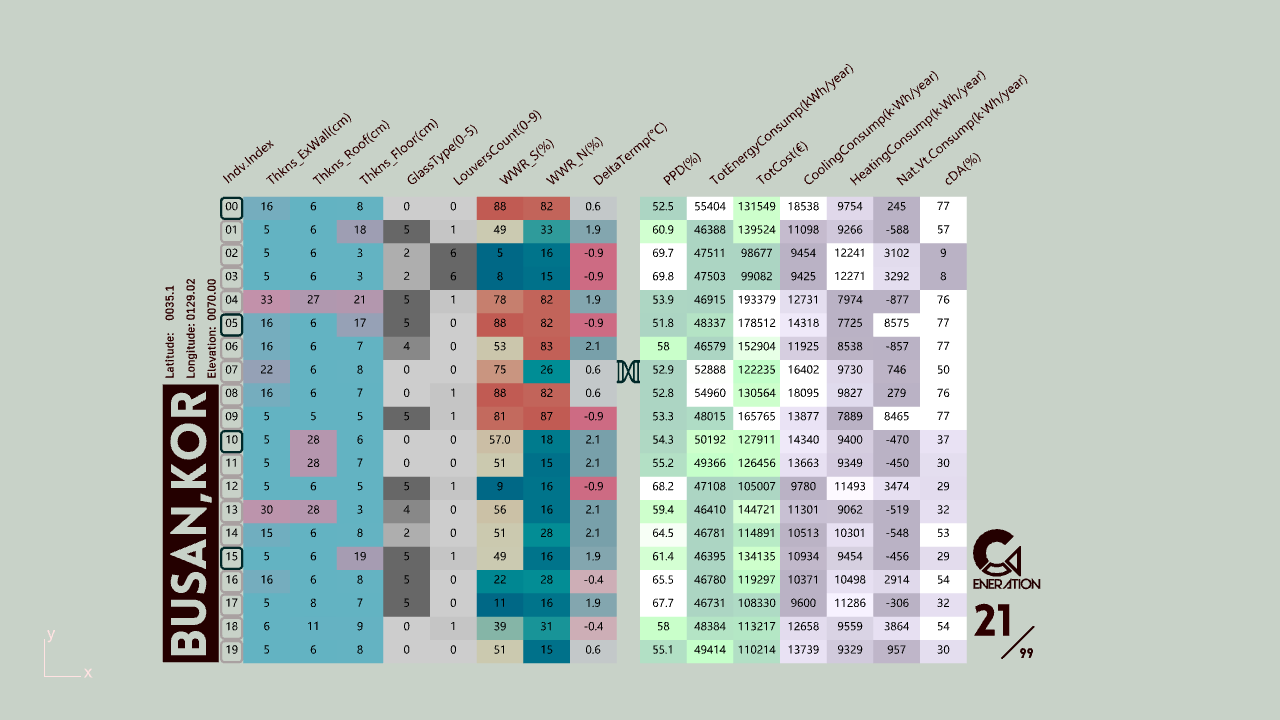 Indv.Index Thkns_ExWall(cm) Thkns_Roof(cm) Thkns_Floor(cm) GlassType(0-5) LouversCount(0-9) WWR_S(%) WWR_N(%) DeltaTermp(°C) PPD(%) TotEnergyConsump(kWh/year) TotCost(€) CoolingConsump(k·Wh/year) HeatingConsump(k·Wh/year) Nat.Vt.Consump(k·Wh/year) cDA(%)
00 16 6 8 0 0 88 82 0.6 52.5 55404 131549 18538 9754 245 77
01 5 6 18 5 1 49 33 1.9 60.9 46388 139524 11098 9266 -588 57
02 5 6 3 2 6 5 16 -0.9 69.7 47511 98677 9454 12241 3102 9
03 5 6 3 2 6 8 15 -0.9 69.8 47503 99082 9425 12271 3292 8
04 33 27 21 5 1 78 82 1.9 53.9 46915 193379 12731 7974 -877 76
05 16 6 17 5 0 88 82 -0.9 51.8 48337 178512 14318 7725 8575 77
06 16 6 7 4 0 53 83 2.1 58 46579 152904 11925 8538 -857 77
07 22 6 8 0 0 75 26 0.6 52.9 52888 122235 16402 9730 746 50
08 16 6 7 0 1 88 82 0.6 52.8 54960 130564 18095 9827 279 76
09 5 5 5 5 1 81 87 -0.9 53.3 48015 165765 13877 7889 8465 77
10 5 28 6 0 0 57.0 18 2.1 54.3 50192 127911 14340 9400 -470 37
11 5 28 7 0 0 51 15 2.1 55.2 49366 126456 13663 9349 -450 30
12 5 6 5 5 1 9 16 -0.9 68.2 47108 105007 9780 11493 3474 29
13 30 28 3 4 0 56 16 2.1 59.4 46410 144721 11301 9062 -519 32
14 15 6 8 2 0 51 28 2.1 64.5 46781 114891 10513 10301 -548 53
15 5 6 19 5 1 49 16 1.9 61.4 46395 134135 10934 9454 -456 29
16 16 6 8 5 0 22 28 -0.4 65.5 46780 119297 10371 10498 2914 54
17 5 8 7 5 0 11 16 1.9 67.7 46731 108330 9600 11286 -306 32
18 6 11 9 0 1 39 31 -0.4 58 48384 113217 12658 9559 3864 54
19 5 6 8 0 0 51 15 0.6 55.1 49414 110214 13739 9329 957 30
Latitude: 0035.1
Longitude: 0129.02
Elevation: 0070.00
BUSAN,KOR
GENERATION
21/99
y
x